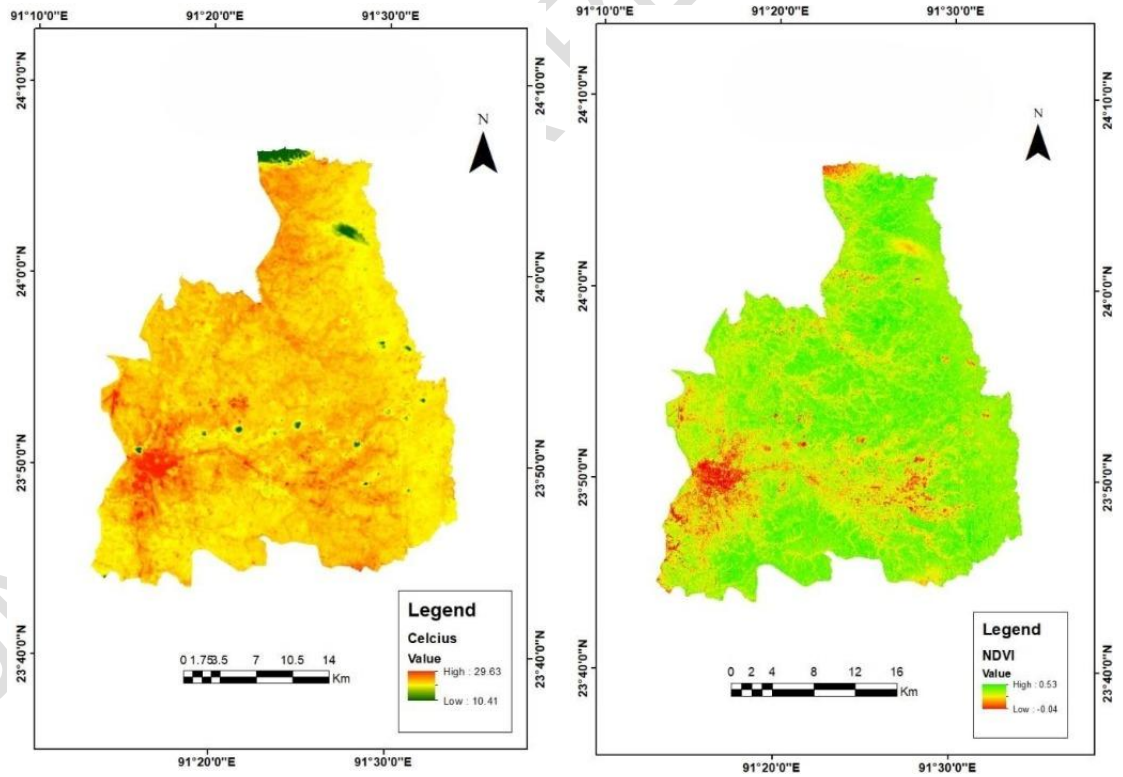 91°10'0"E 91°20'0"E 91°30'0"E
24°10'0"N 24°10'0"N
N
24°0'0"N 24°0'0"N
23°50'0"N 23°50'0"N
23°40'0"N 23°40'0"N
Legend
Celcius
Value
High : 29.63
Low : 10.41
0 1.75 3.5 7 10.5 14
Km
91°20'0"E 91°30'0"E
91°10'0"E 91°20'0"E 91°30'0"E
24°10'0"N 24°10'0"N
N
24°0'0"N 24°0'0"N
23°50'0"N 23°50'0"N
23°40'0"N 23°40'0"N
Legend
NDVI
Value
High : 0.53
Low : -0.04
0 2 4 8 12 16
Km
91°20'0"E 91°30'0"E